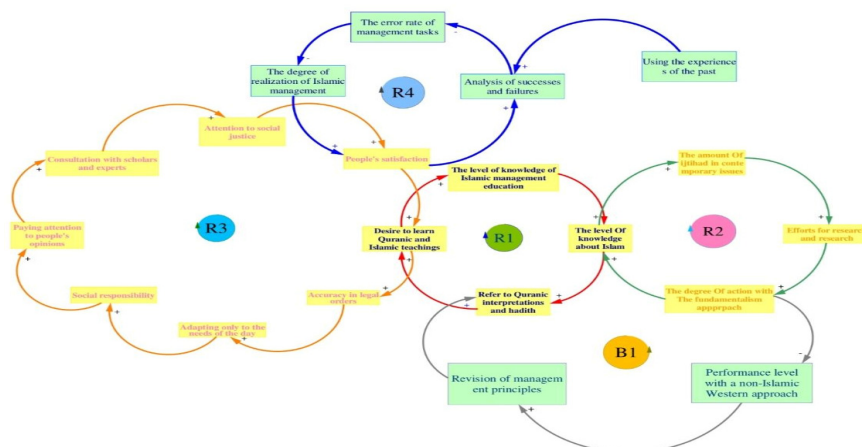 The error rate of
management tasks
The degree of
realization of Islamic
management
R4
Analysis of successes
and failures
Using the experience
s of the past
Attention to social
justice
People's satisfaction
Consultation with scholars
and experts
The level of knowledge of
Islamic management
education
The amount Of
ijtihad in conte
mporary issues
Paying attention
to people's
opinions
R3
Desire to learn
Quranic and
Islamic teachings
R1
The level Of
knowledge
about Islam
R2
Efforts for research
and research
Social responsibility
Accuracy in legal
orders
Refer to Quranic
interpretations
and hadith
The degree Of action with
The fundamentalism
appprpach
Adapting only to the
needs of the day
B1
Revision of managem
ent principles
Performance level
with a non-Islamic
Western approach